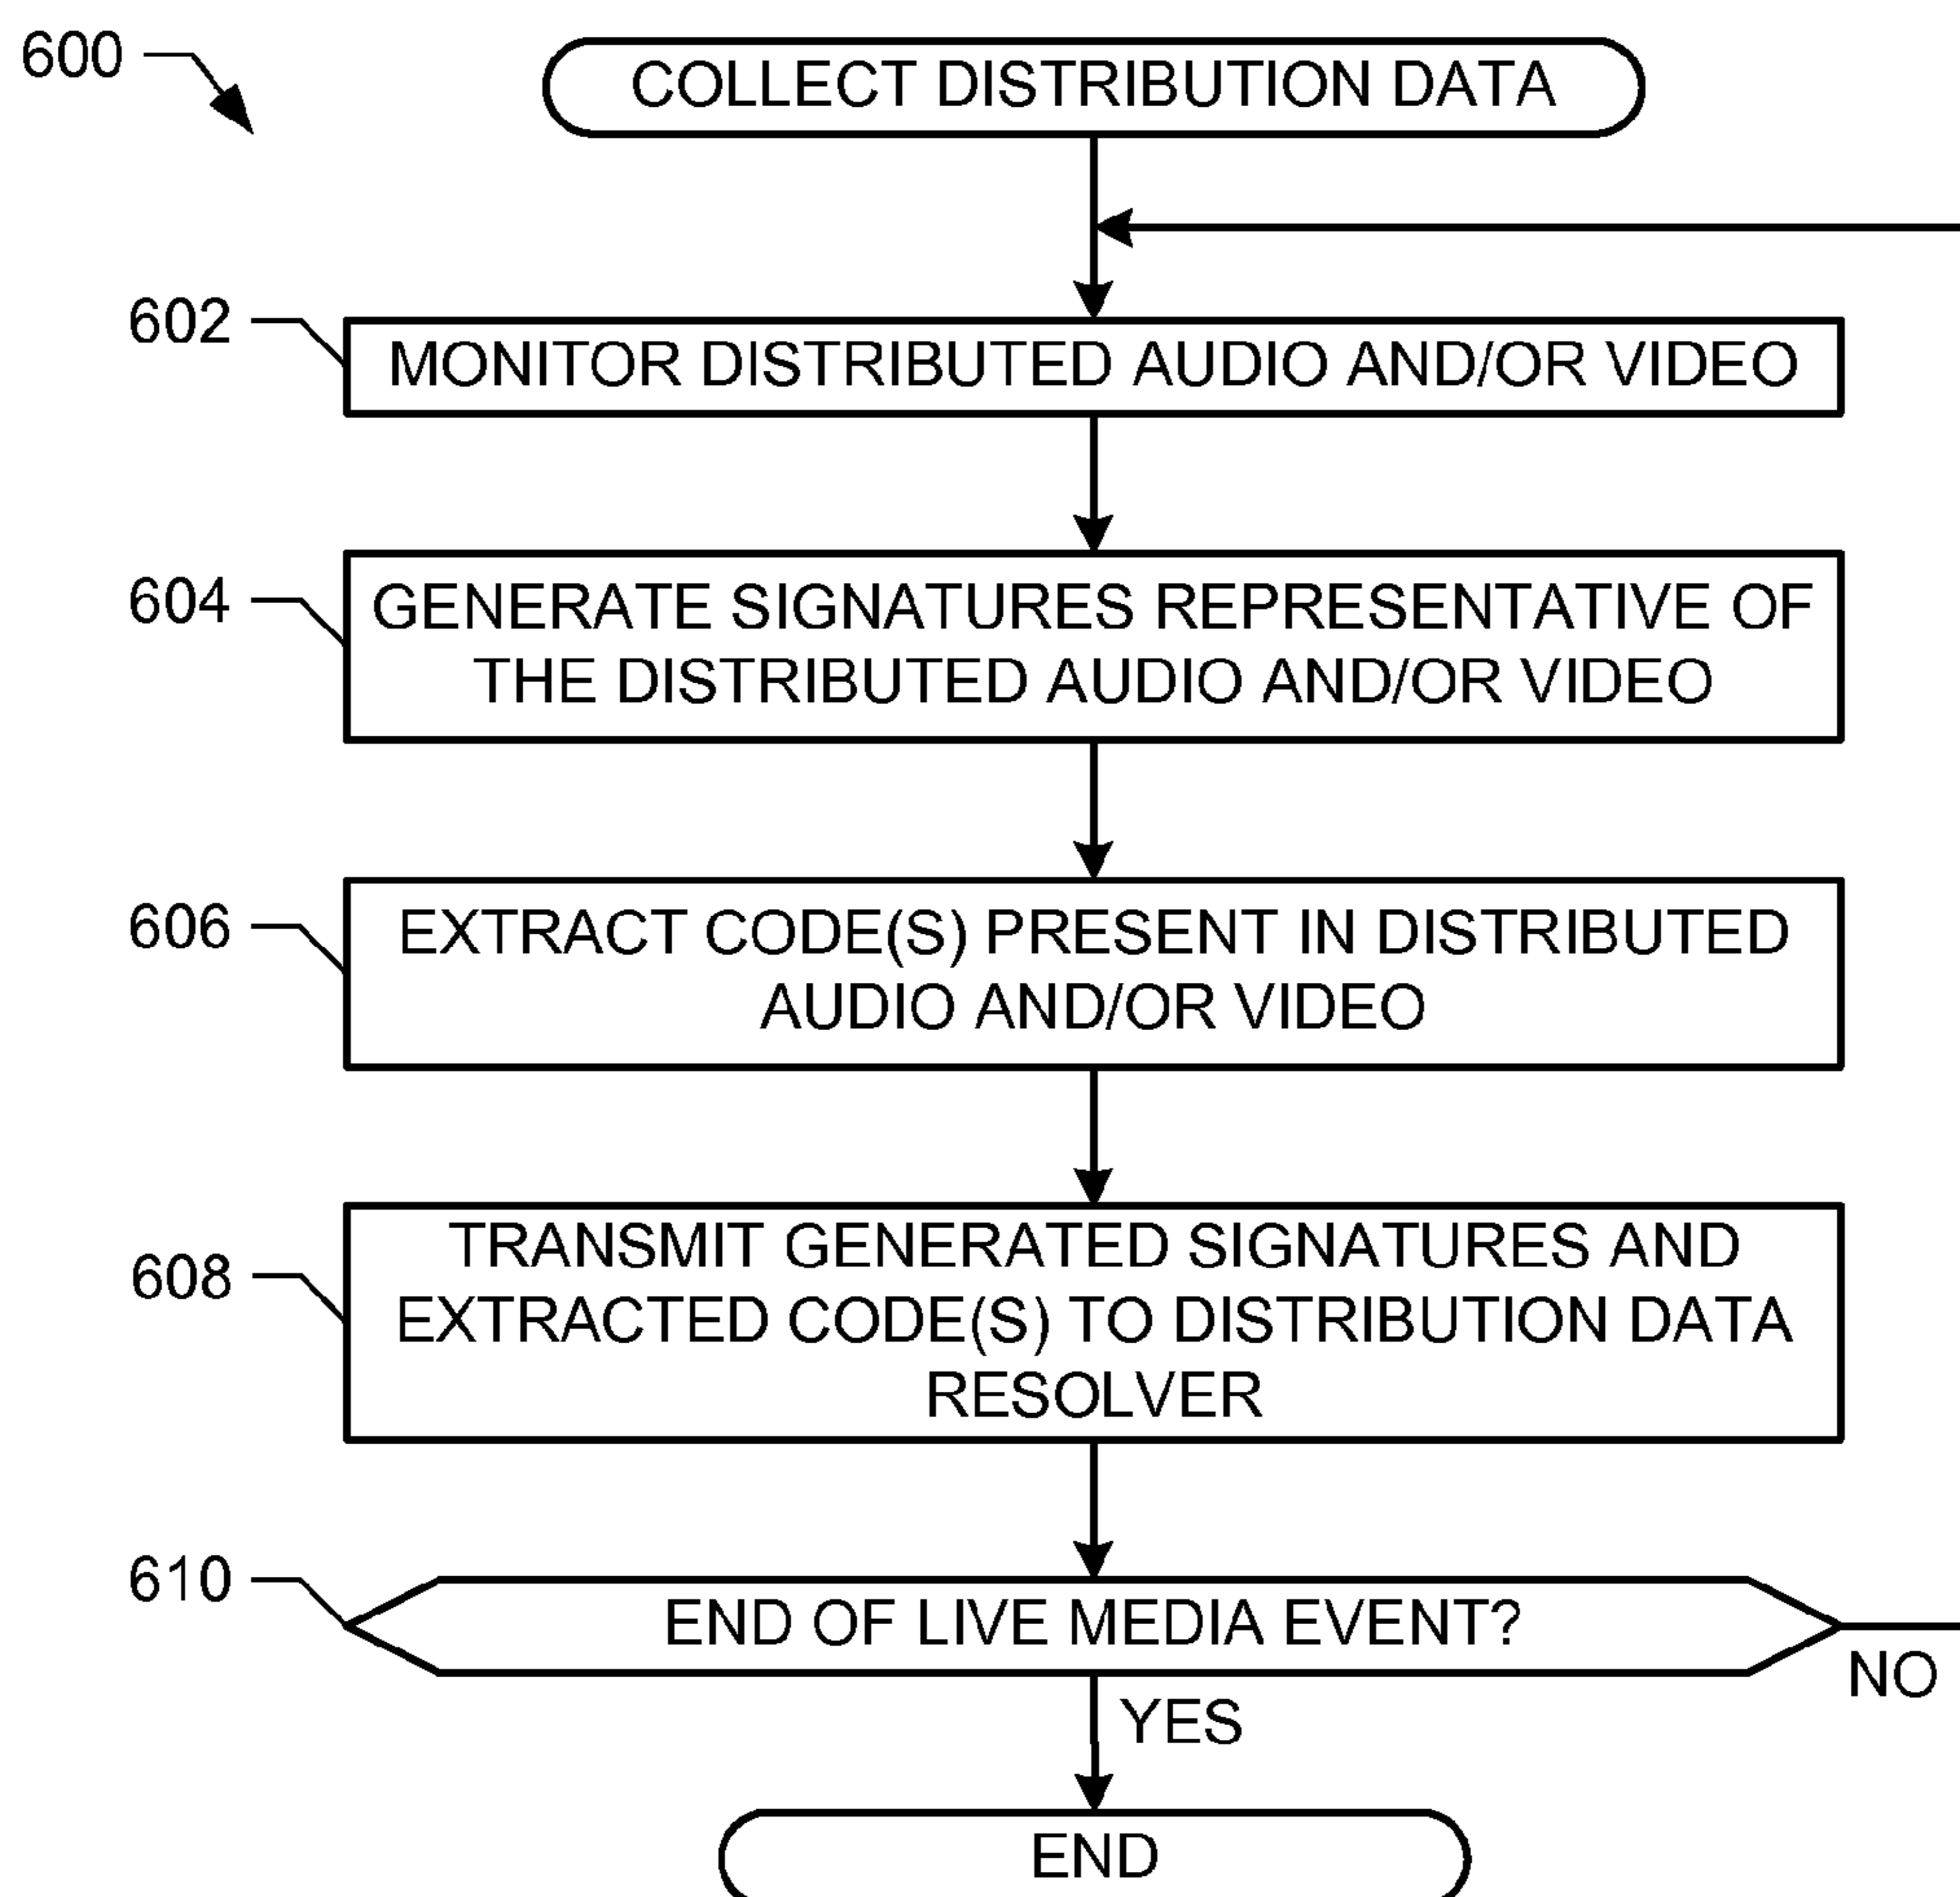 600
COLLECT DISTRIBUTION DATA
602
MONITOR DISTRIBUTED AUDIO AND/OR VIDEO
604
GENERATE SIGNATURES REPRESENTATIVE OF
THE DISTRIBUTED AUDIO AND/OR VIDEO
606
EXTRACT CODE(S) PRESENT IN DISTRIBUTED
AUDIO AND/OR VIDEO
608
TRANSMIT GENERATED SIGNATURES AND
EXTRACTED CODE(S) TO DISTRIBUTION DATA
RESOLVER
610
END OF LIVE MEDIA EVENT?
NO
YES
END